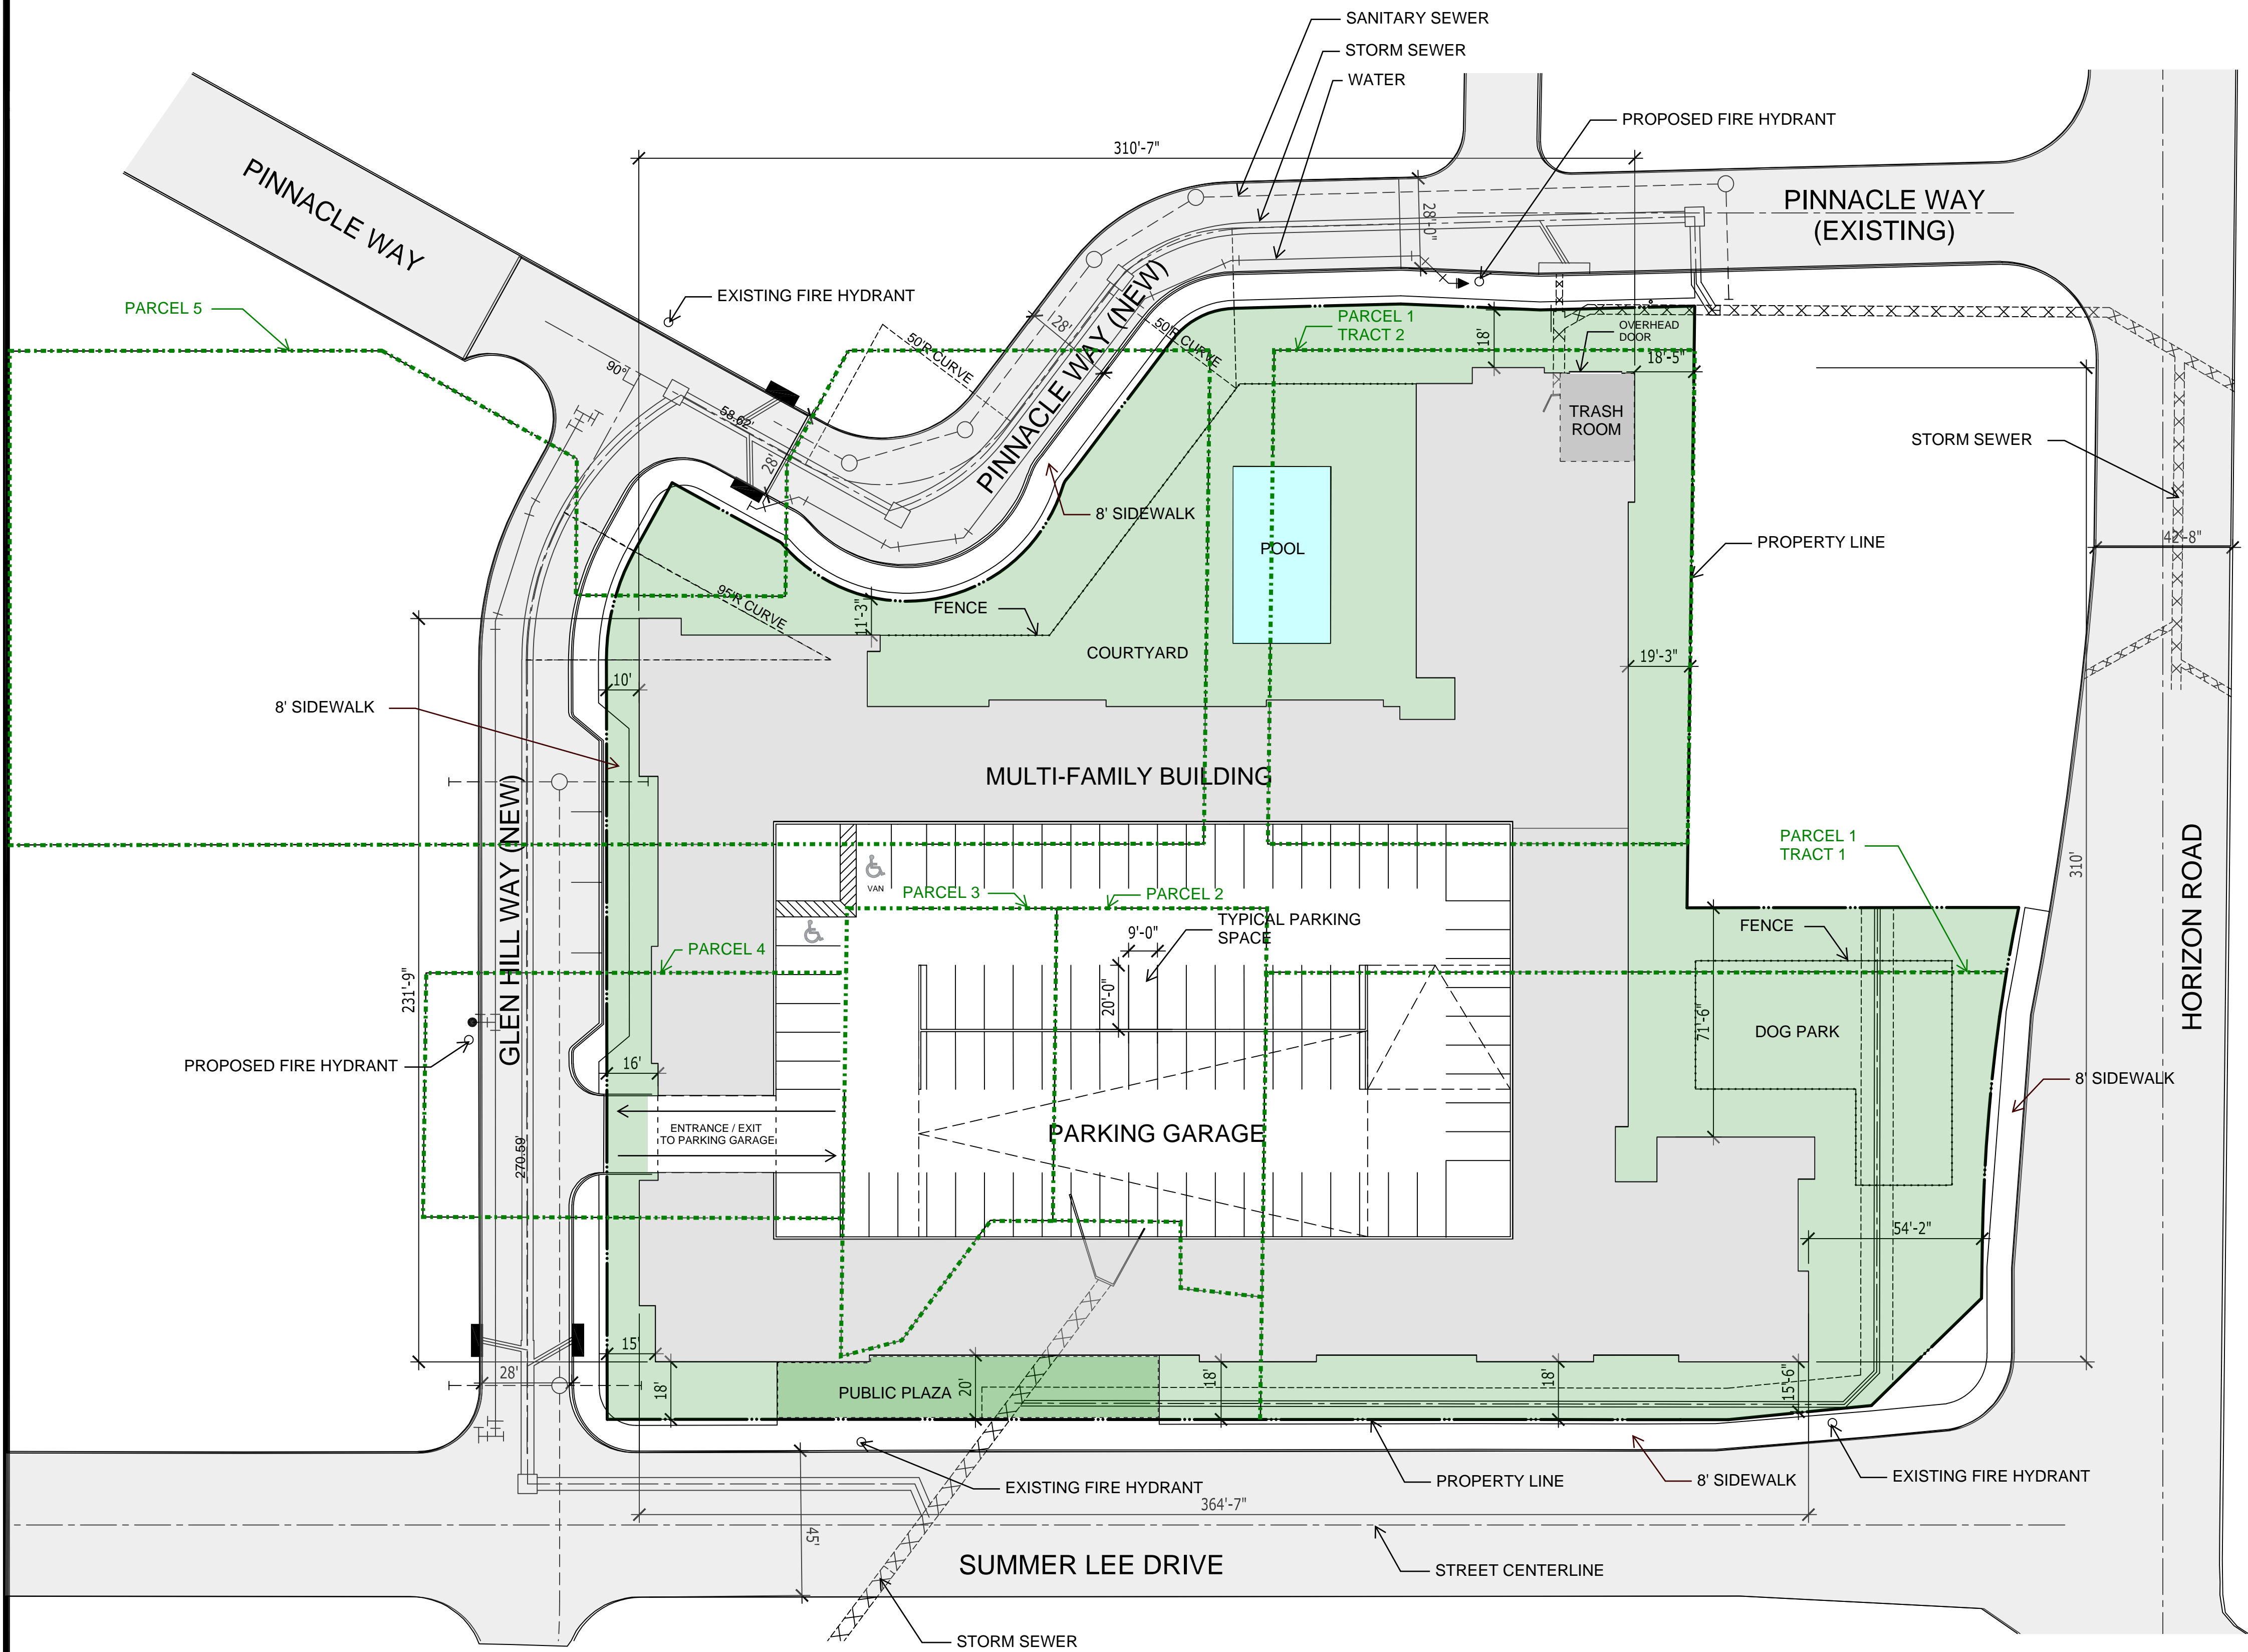 SANITARY SEWER
STORM SEWER
WATER
PROPOSED FIRE HYDRANT
310'-7"
PINNACLE WAY
PINNACLE WAY
(EXISTING)
28'-0"
PARCEL 5
EXISTING FIRE HYDRANT
PINNACLE WAY (NEW)
28'
50'R CURVE
50'R CURVE
PARCEL 1
TRACT 2
18'
OVERHEAD
DOOR
18'-5"
90°
58.62'
28'
TRASH
ROOM
STORM SEWER
8' SIDEWALK
POOL
PROPERTY LINE
42'-8"
95'R CURVE
11'-3"
FENCE
COURTYARD
19'-3"
10'
8' SIDEWALK
MULTI-FAMILY BUILDING
GLEN HILL WAY (NEW)
PARCEL 1
TRACT 1
310'
HORIZON ROAD
VAN
PARCEL 3
PARCEL 2
TYPICAL PARKING
SPACE
9'-0"
20'-0"
FENCE
PARCEL 4
231'-9"
71'-6"
DOG PARK
PROPOSED FIRE HYDRANT
16'
8' SIDEWALK
ENTRANCE / EXIT
TO PARKING GARAGE
PARKING GARAGE
270.59'
54'-2"
15'
28'
18'
PUBLIC PLAZA
20'
18'
18'
15'-6"
EXISTING FIRE HYDRANT
PROPERTY LINE
8' SIDEWALK
EXISTING FIRE HYDRANT
364'-7"
45'
SUMMER LEE DRIVE
STREET CENTERLINE
STORM SEWER